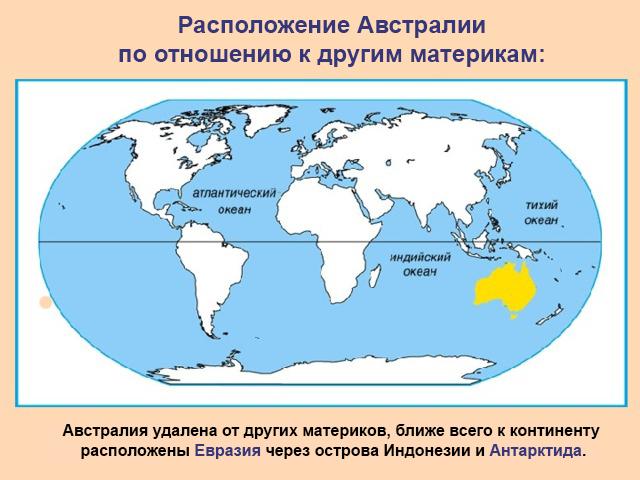 Расположение Австралии
по отношению к другим материкам:
атлантический
океан
тихий
океан
индийский
океан
Австралия удалена от других материков, ближе всего к континенту
расположены Евразия через острова Индонезии и Антарктида.